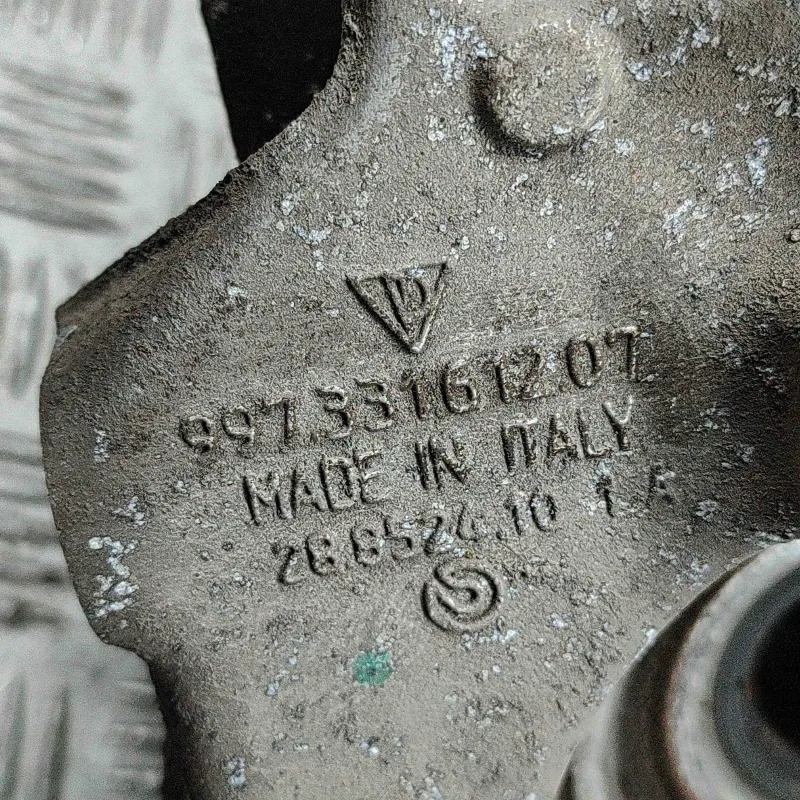 997.331.612.07
MADE IN ITALY
28.8524.10 1 A
S